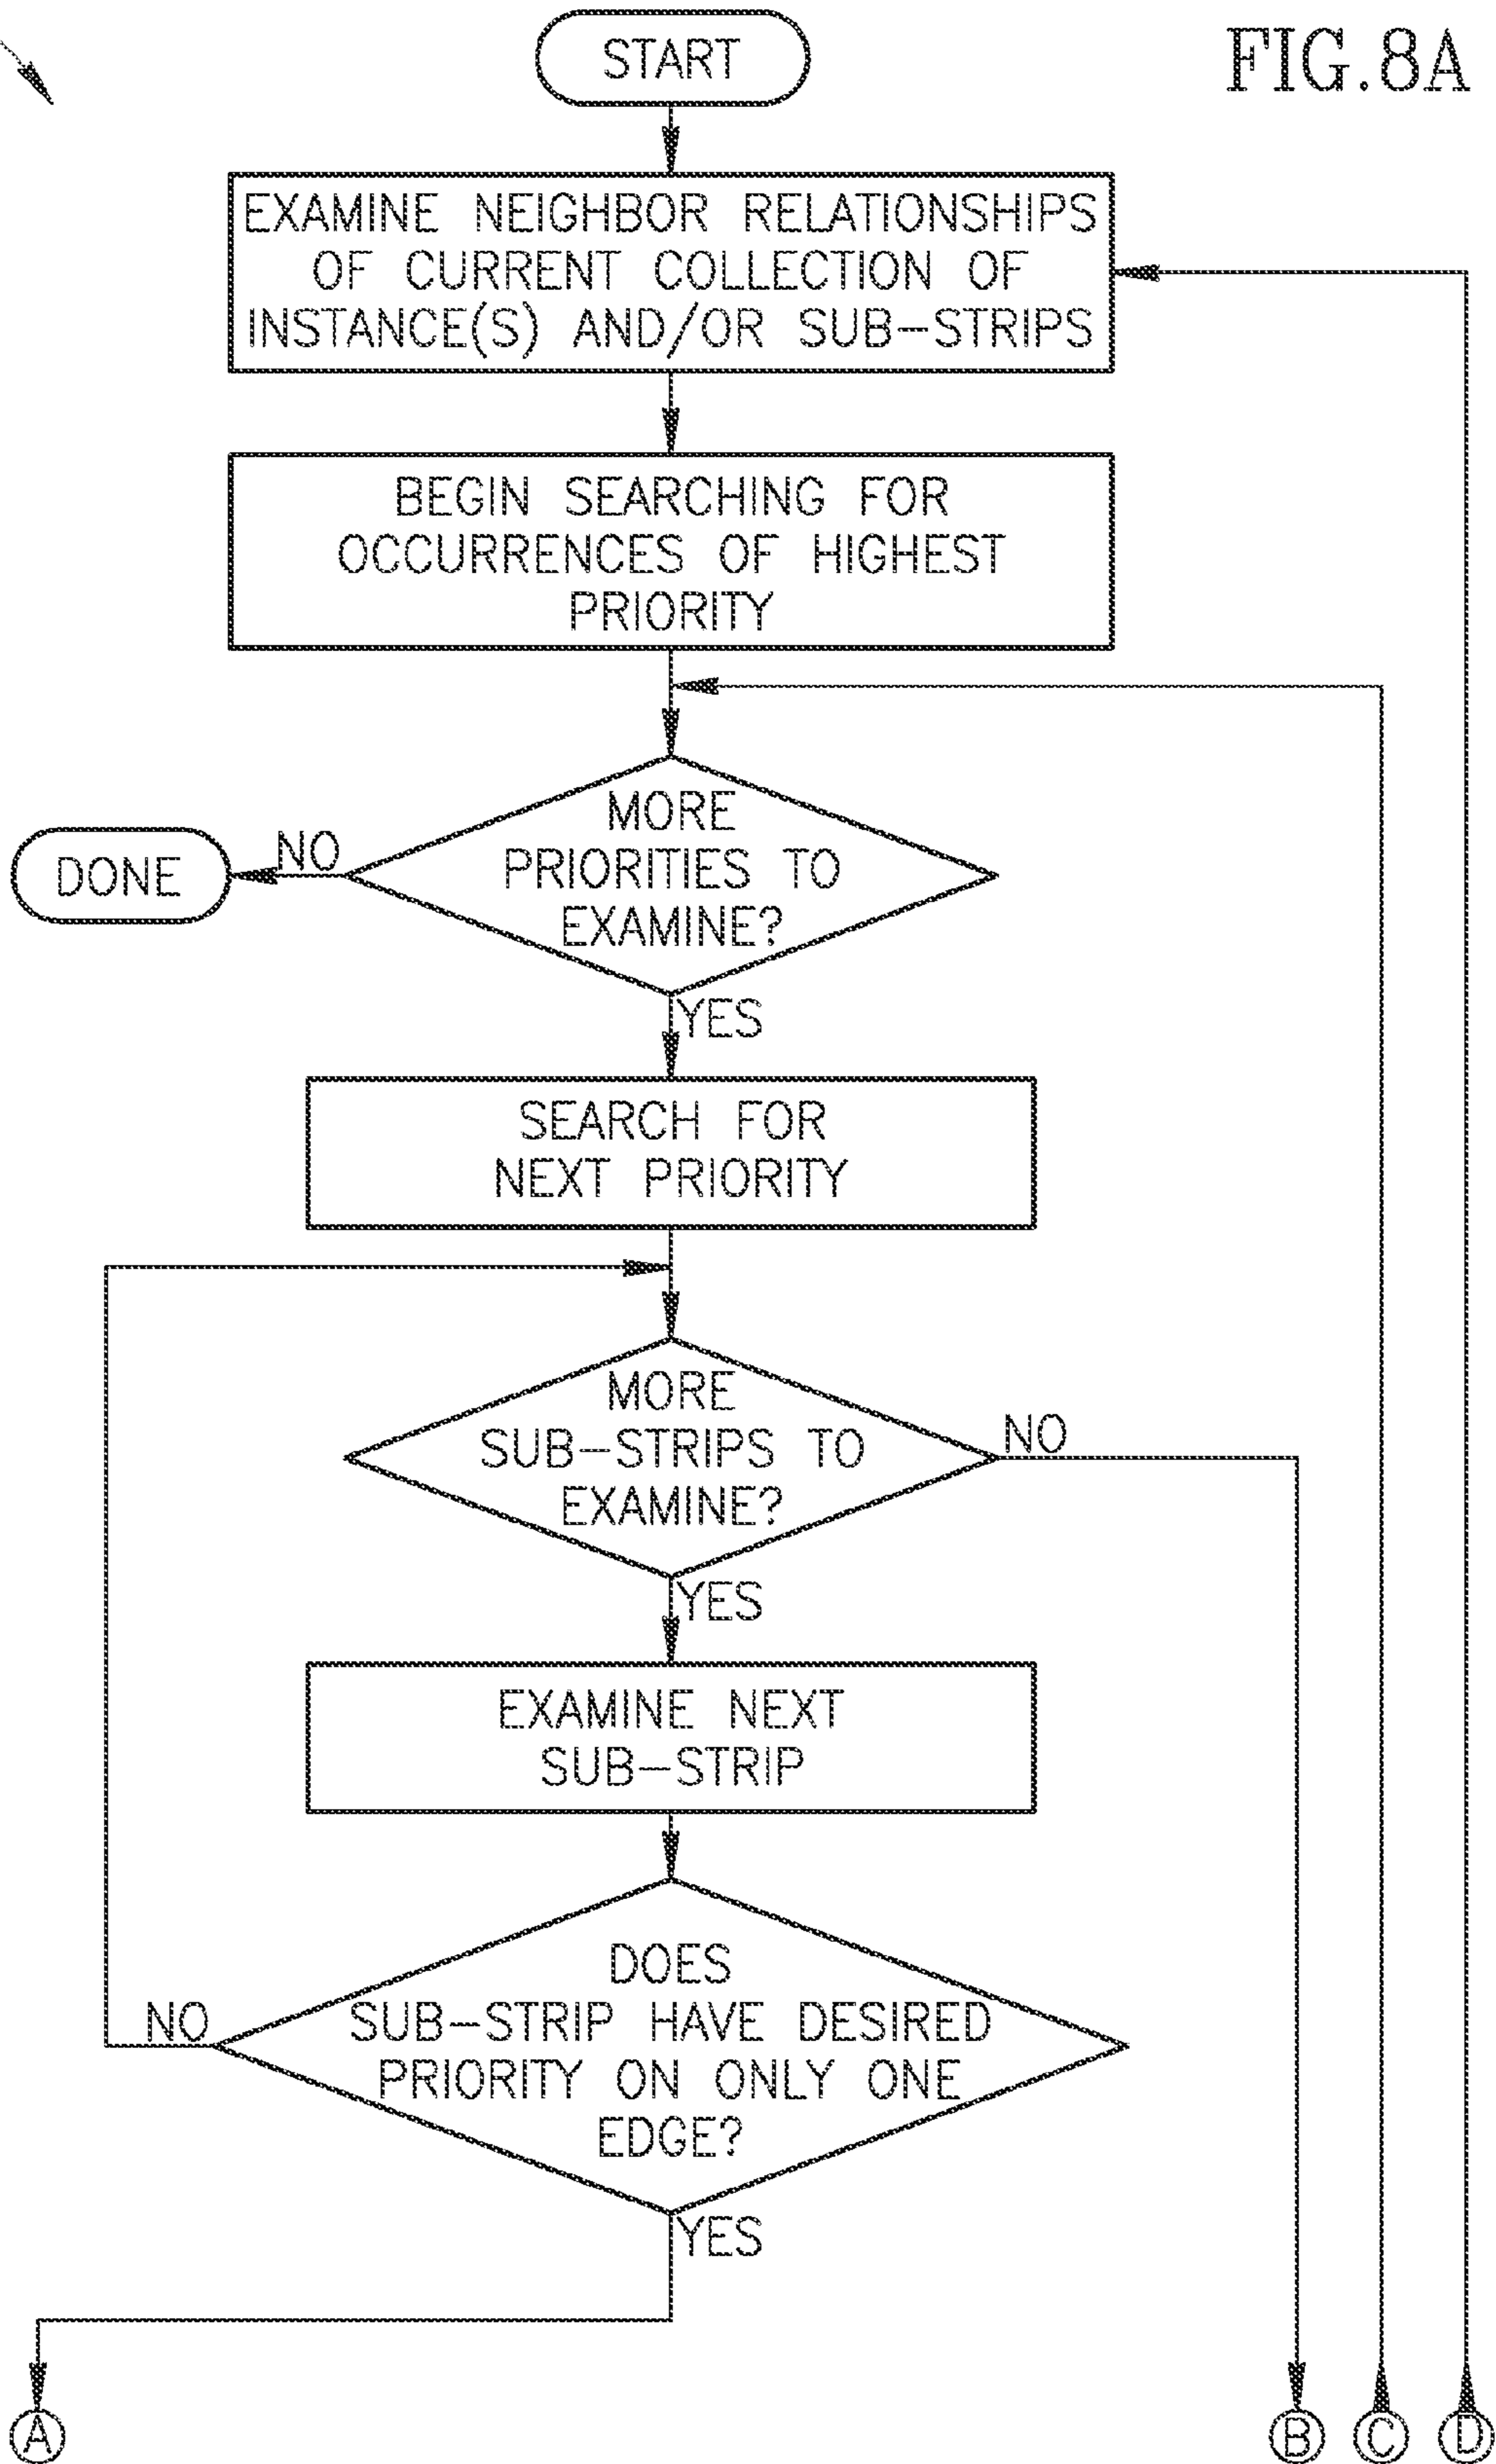 START
FIG.8A
EXAMINE NEIGHBOR RELATIONSHIPS
OF CURRENT COLLECTION OF
INSTANCE(S) AND/OR SUB-STRIPS
BEGIN SEARCHING FOR
OCCURRENCES OF HIGHEST
PRIORITY
MORE
PRIORITIES TO
EXAMINE?
NO
DONE
YES
SEARCH FOR
NEXT PRIORITY
MORE
SUB-STRIPS TO
EXAMINE?
NO
YES
EXAMINE NEXT
SUB-STRIP
DOES
SUB-STRIP HAVE DESIRED
PRIORITY ON ONLY ONE
EDGE?
NO
YES
A
B
C
D